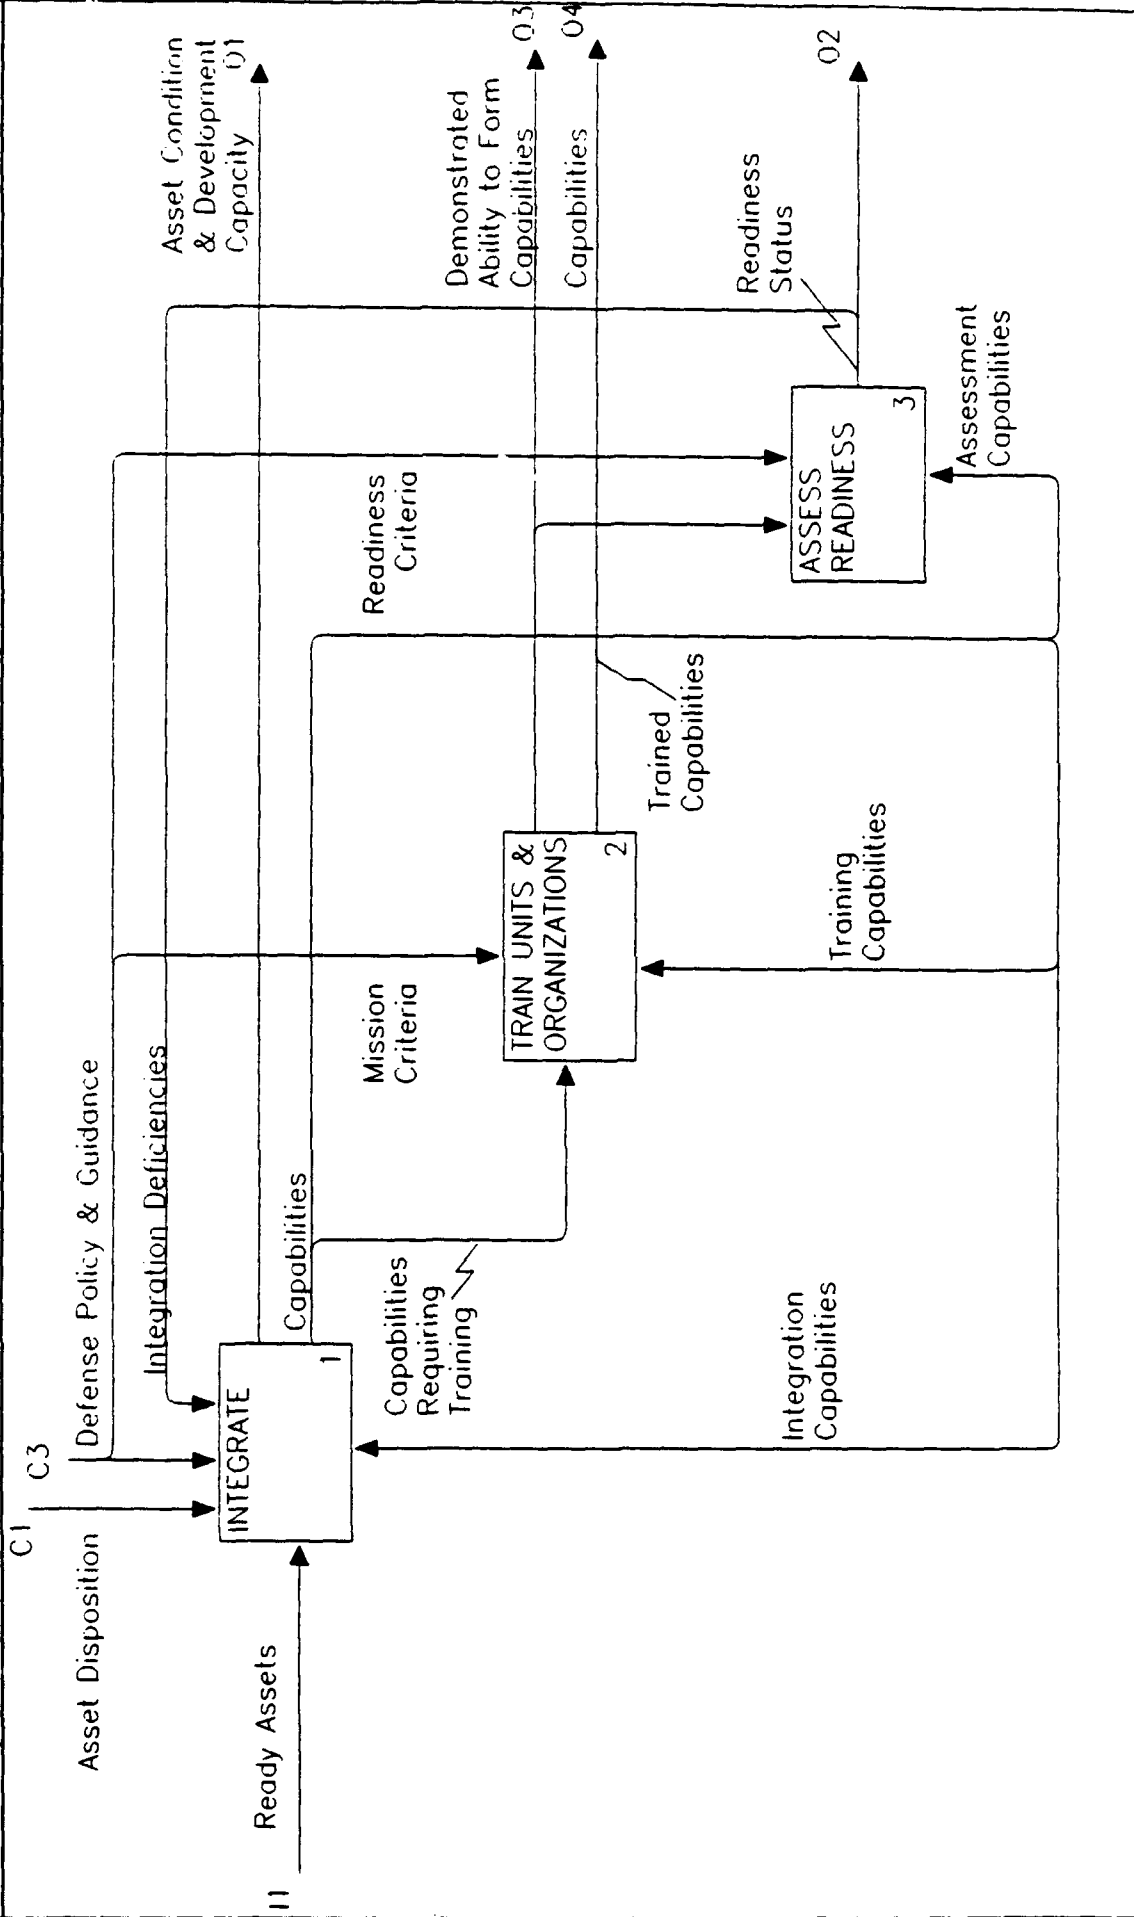 C1
C3
Asset Disposition
Defense Policy & Guidance
Integration Deficiencies
Asset Condition
& Development
Capacity
O1
I1
Ready Assets
INTEGRATE
1
Capabilities
Capabilities
Requiring
Training
Mission
Criteria
Readiness
Criteria
Demonstrated
Ability to Form
Capabilities
O3
Capabilities
O4
TRAIN UNITS &
ORGANIZATIONS
2
Trained
Capabilities
Readiness
Status
O2
ASSESS
READINESS
3
Integration
Capabilities
Training
Capabilities
Assessment
Capabilities